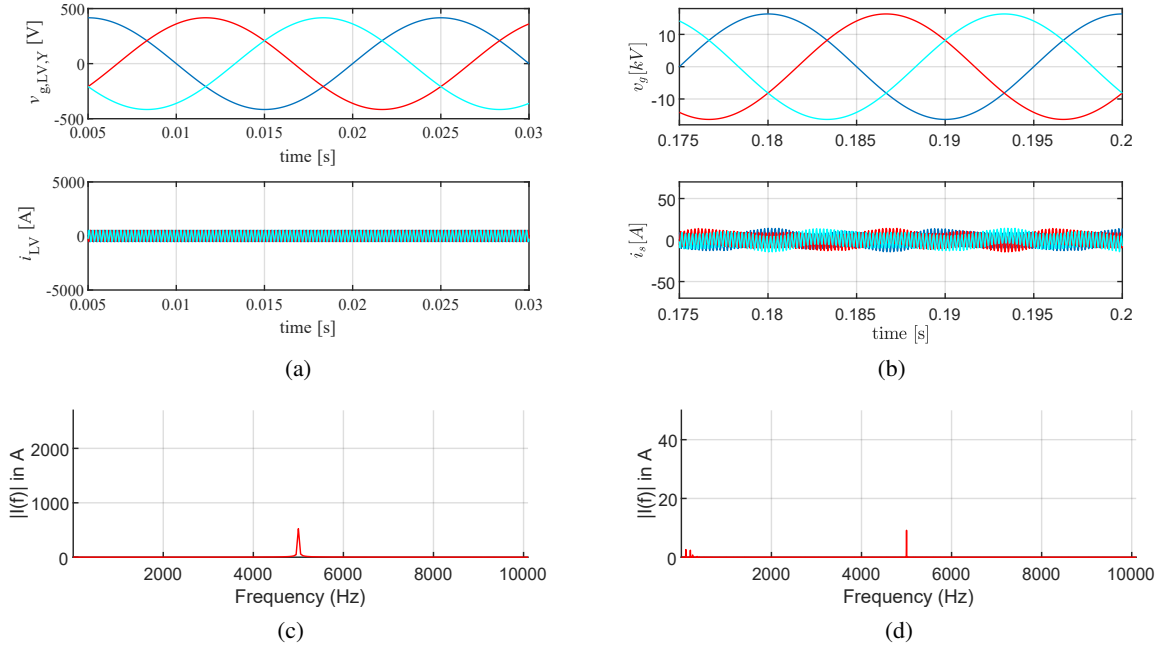 500
0
-500
v g,LV,Y [V]
0.005 0.01 0.015 0.02 0.025 0.03
time [s]
5000
0
-5000
i LV [A]
0.005 0.01 0.015 0.02 0.025 0.03
time [s]
(a)
10
0
-10
v_g[kV]
0.175 0.18 0.185 0.19 0.195 0.2
50
0
-50
i_s[A]
0.175 0.18 0.185 0.19 0.195 0.2
time [s]
(b)
2000
1000
0
|I(f)| in A
2000 4000 6000 8000 10000
Frequency (Hz)
(c)
40
20
0
|I(f)| in A
2000 4000 6000 8000 10000
Frequency (Hz)
(d)